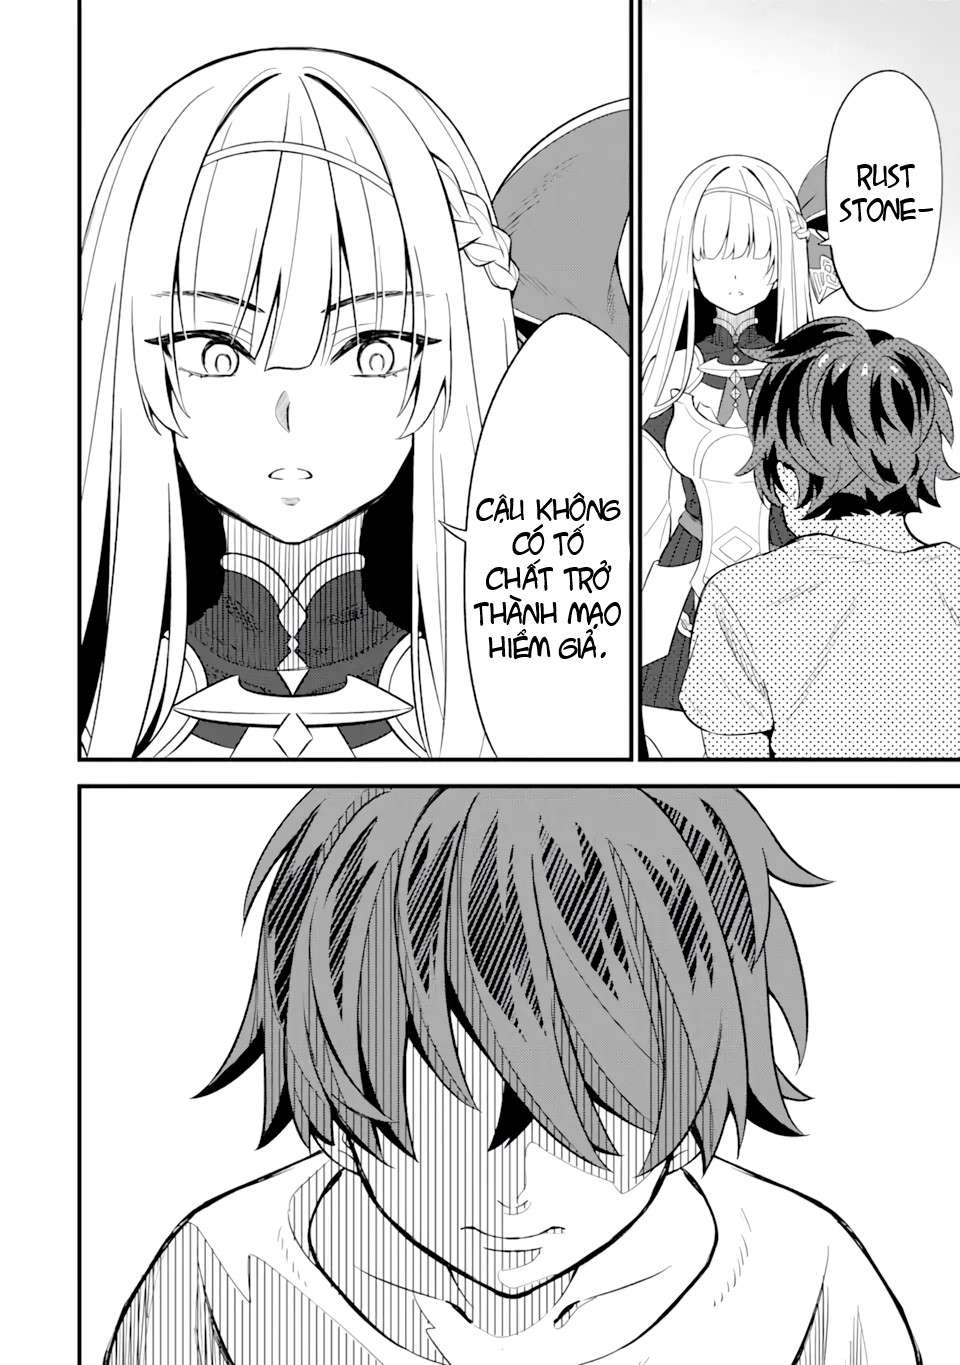 RUST
STONE-
CẬU KHÔNG
CÓ TỐ
CHẤT TRỞ
THÀNH MẠO
HIỂM GIẢ.